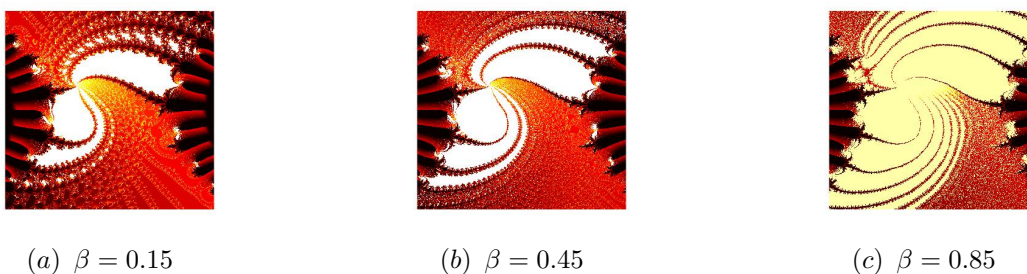 (a) β = 0.15
(b) β = 0.45
(c) β = 0.85